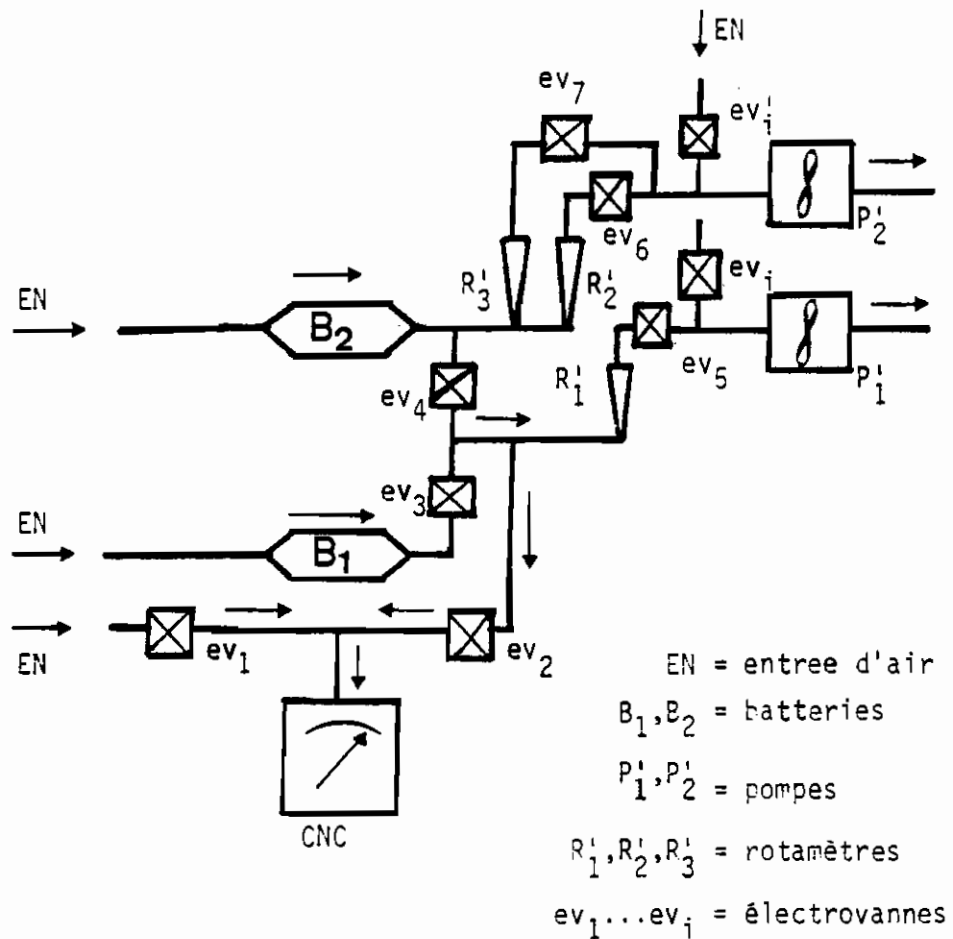 EN
ev7
ev'i
P'2
ev6
R'3
R'2
EN
B2
evi
P'1
ev5
R'1
ev4
ev3
EN
B1
EN
ev1
ev2
CNC
EN = entree d'air
B1,B2 = batteries
P'1,P'2 = pompes
R'1,R'2,R'3 = rotamètres
ev1...evi = électrovannes